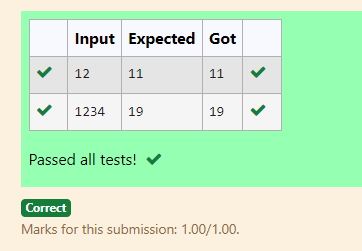 Input Expected Got
12 11 11
1234 19 19
Passed all tests!
Correct
Marks for this submission: 1.00/1.00.